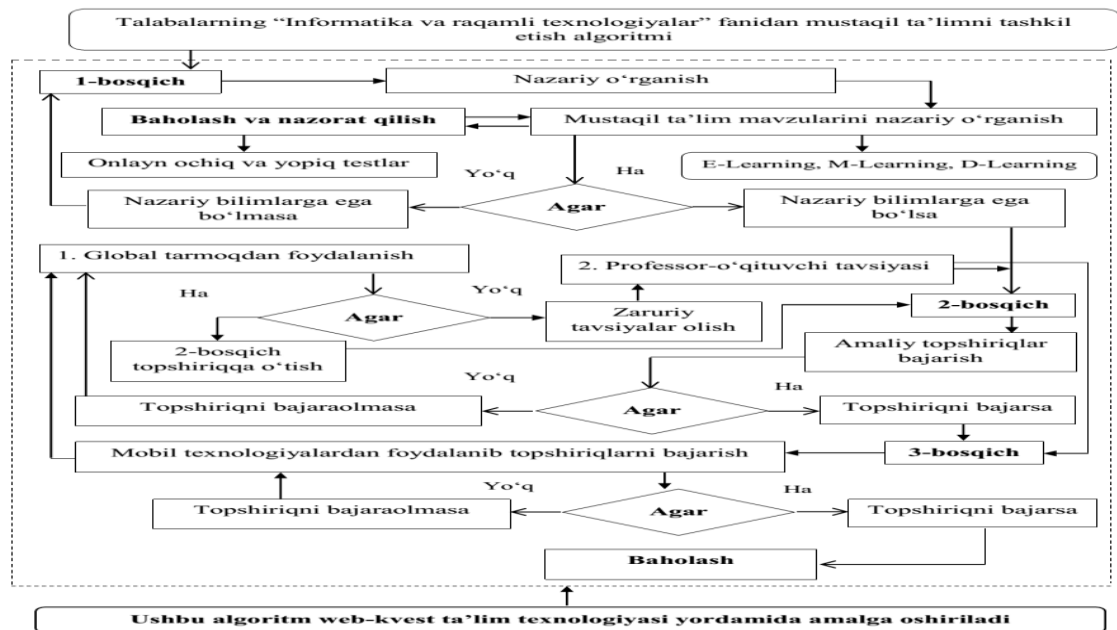 Talabalarning “Informatika va raqamli texnologiyalar” fanidan mustaqil ta’limni tashkil
etish algoritmi
1-bosqich
Nazariy o‘rganish
Baholash va nazorat qilish
Mustaqil ta’lim mavzularini nazariy o‘rganish
Onlayn ochiq va yopiq testlar
E-Learning, M-Learning, D-Learning
Yo‘q
Ha
Nazariy bilimlarga ega
bo‘lmasa
Agar
Nazariy bilimlarga ega
bo‘lsa
1. Global tarmoqdan foydalanish
2. Professor-o‘qituvchi tavsiyasi
Ha
Yo‘q
Agar
Zaruriy
tavsiyalar olish
2-bosqich
2-bosqich
topshiriqqa o‘tish
Amaliy topshiriqlar
bajarish
Yo‘q
Ha
Topshiriqni bajaraolmasa
Agar
Topshiriqni bajarsa
Mobil texnologiyalardan foydalanib topshiriqlarni bajarish
3-bosqich
Yo‘q
Ha
Topshiriqni bajaraolmasa
Agar
Topshiriqni bajarsa
Baholash
Ushbu algoritm web-kvest ta’lim texnologiyasi yordamida amalga oshiriladi